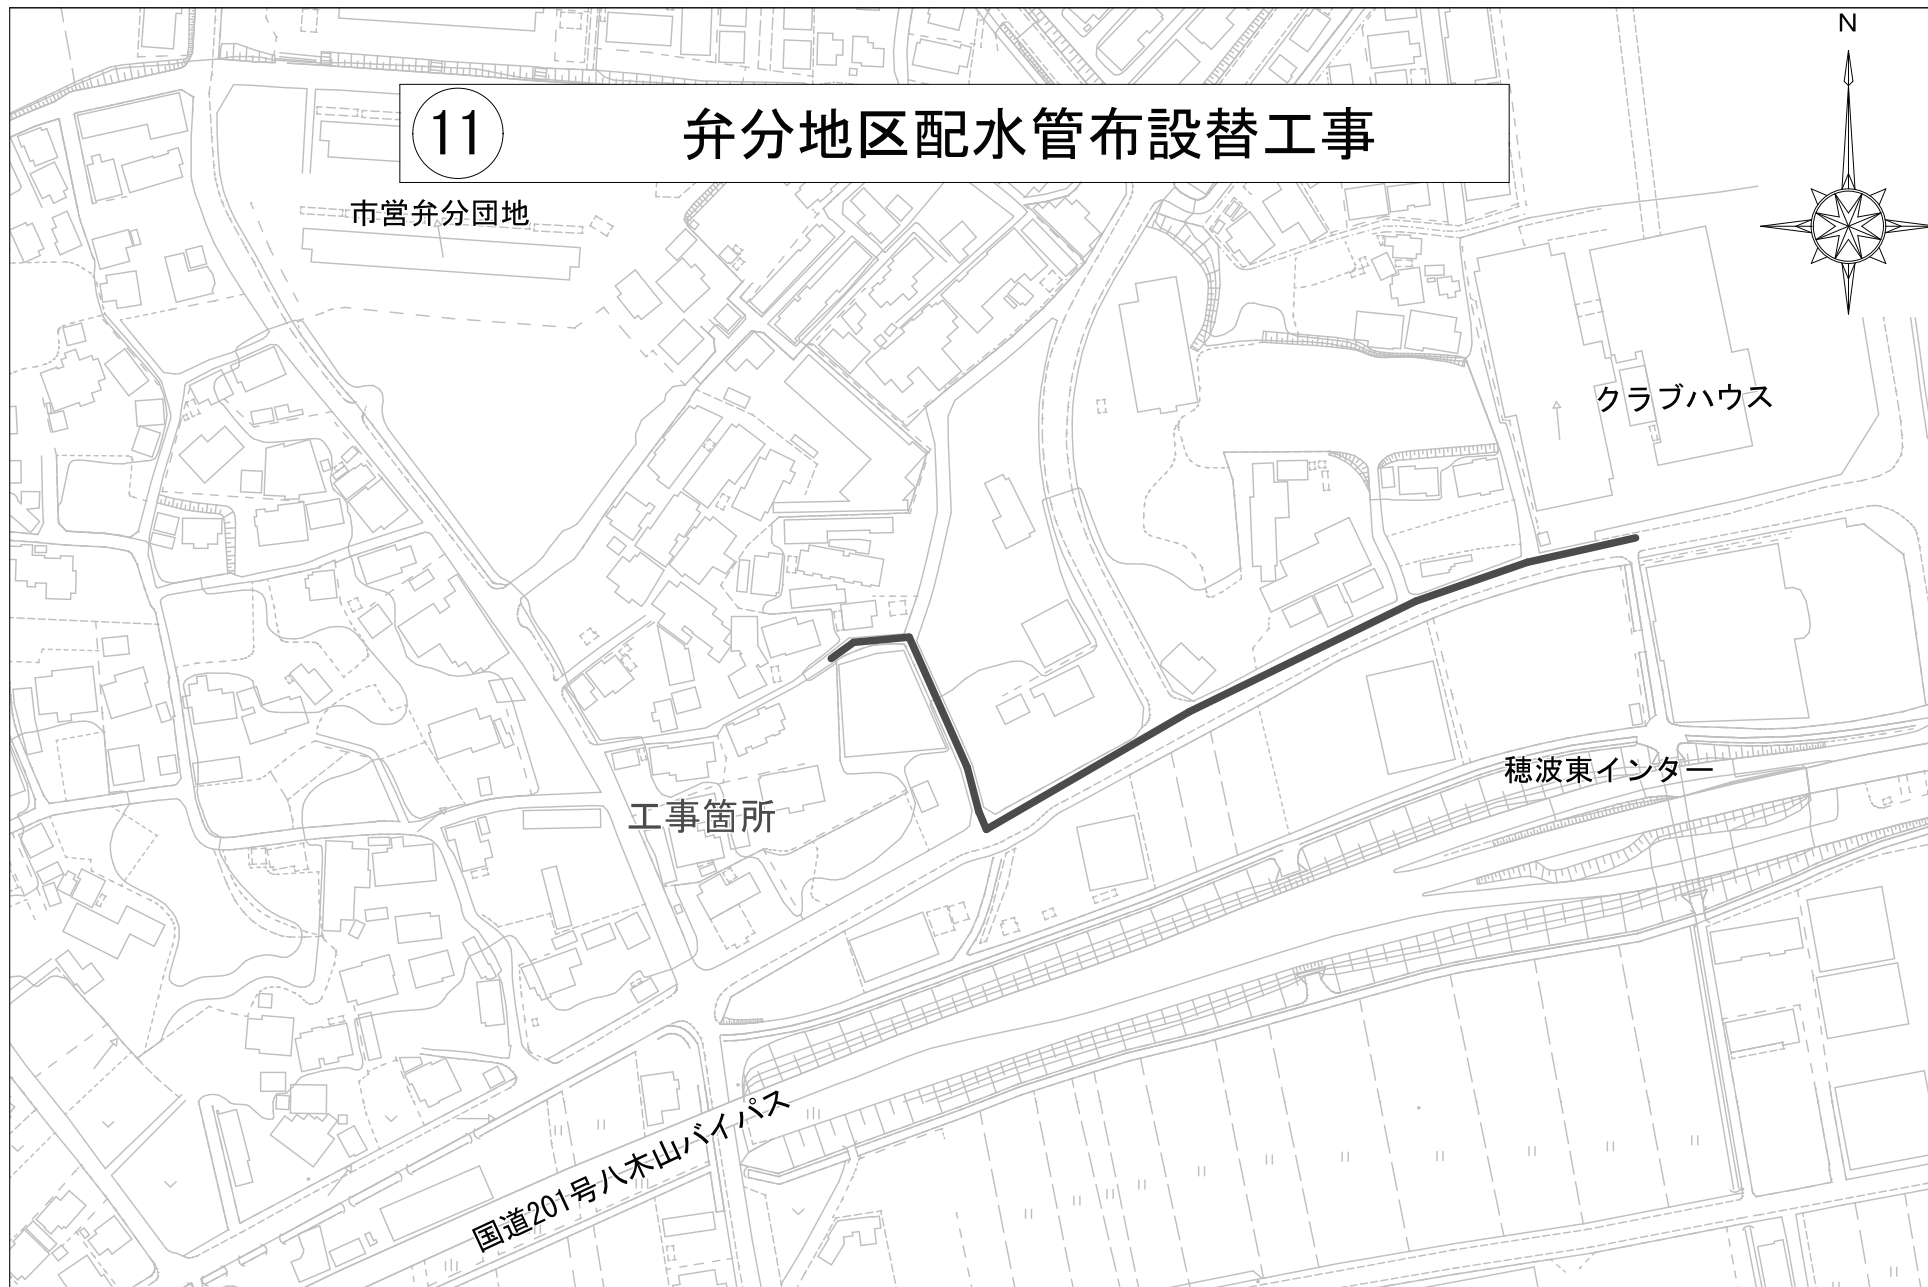 N
11 弁分地区配水管布設替工事
市営弁分団地
クラブハウス
穂波東インター
工事箇所
国道201号八木山バイパス